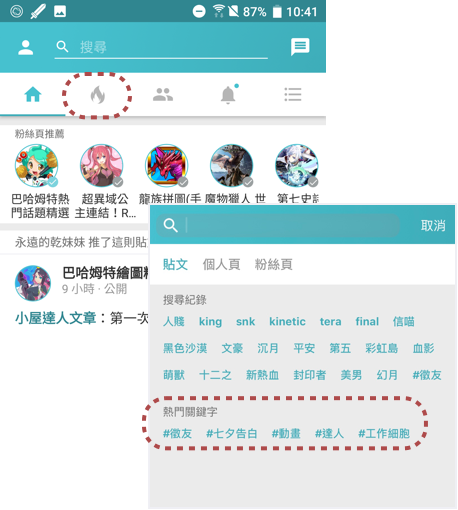 87% 10:41
搜尋
粉絲頁推薦
巴哈姆特熱
門話題精選
超異域公
主連結！R...
龍族拼圖(手
魔物獵人 世
第七史詩
永遠的乾妹妹 推了這則貼
巴哈姆特繪圖
9 小時 · 公開
小屋達人文章：第一次
取消
貼文 個人頁 粉絲頁
搜尋紀錄
人賤 king snk kinetic tera final 信喵
黑色沙漠 文豪 沉月 平安 第五 彩虹島 血影
萌獸 十二之 新熱血 封印者 美男 幻月 #徵友
熱門關鍵字
#徵友 #七夕告白 #動畫 #達人 #工作細胞